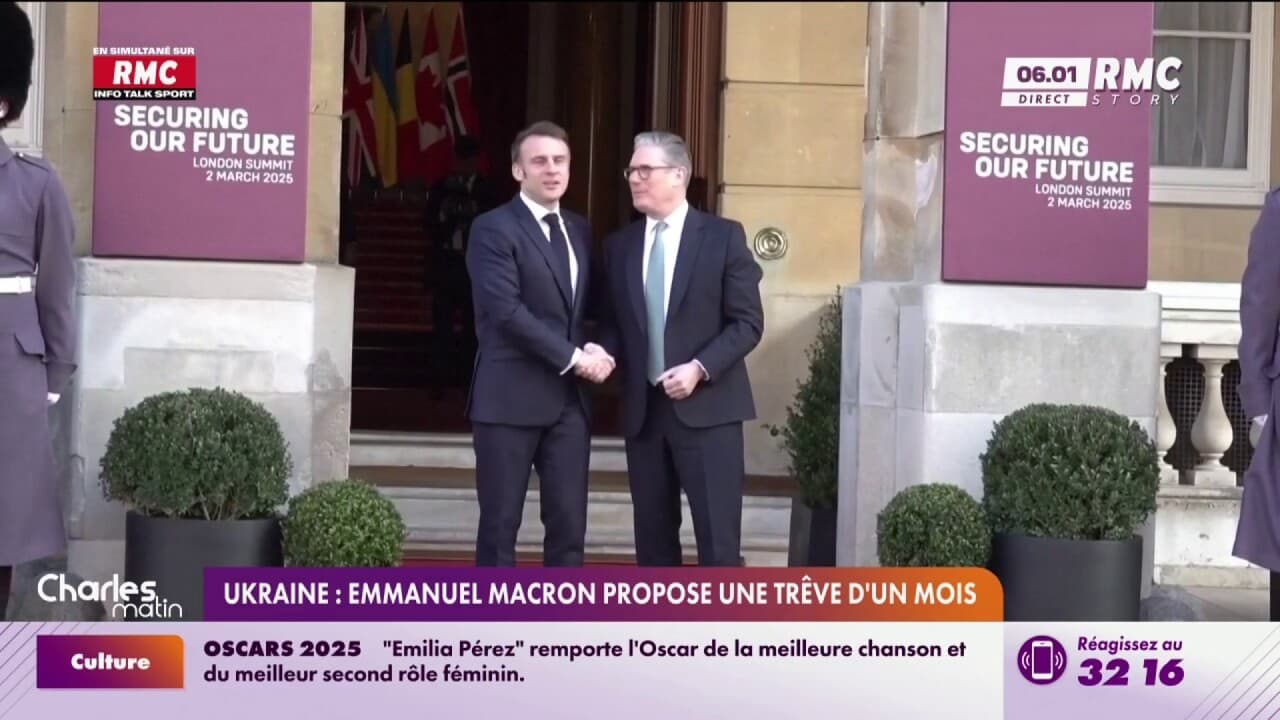 EN SIMULTANÉ SUR
RMC
INFO TALK SPORT
SECURING
OUR FUTURE
LONDON SUMMIT
2 MARCH 2025
06.01
DIRECT
RMC
STORY
SECURING
OUR FUTURE
LONDON SUMMIT
2 MARCH 2025
Charles
matin
UKRAINE : EMMANUEL MACRON PROPOSE UNE TRÊVE D'UN MOIS
Culture
OSCARS 2025 "Emilia Pérez" remporte l'Oscar de la meilleure chanson et
du meilleur second rôle féminin.
Réagissez au
32 16